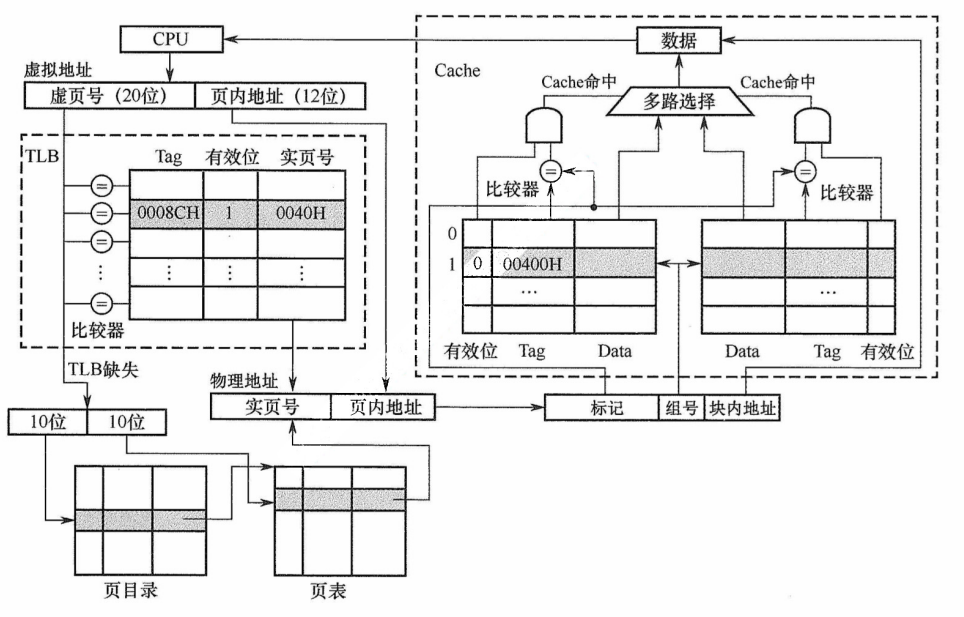 CPU
数据
Cache
虚拟地址
虚页号（20位） 页内地址（12位）
Cache命中
多路选择
Cache命中
TLB
Tag 有效位 实页号
=
0008CH 1 0040H
=
=
⋮ ⋮ ⋮ ⋮
=
比较器
=
比较器
=
比较器
0
1 0 00400H
…
…
有效位 Tag Data
Data Tag 有效位
TLB缺失
物理地址
实页号 页内地址
标记 组号 块内地址
10位 10位
页目录
页表